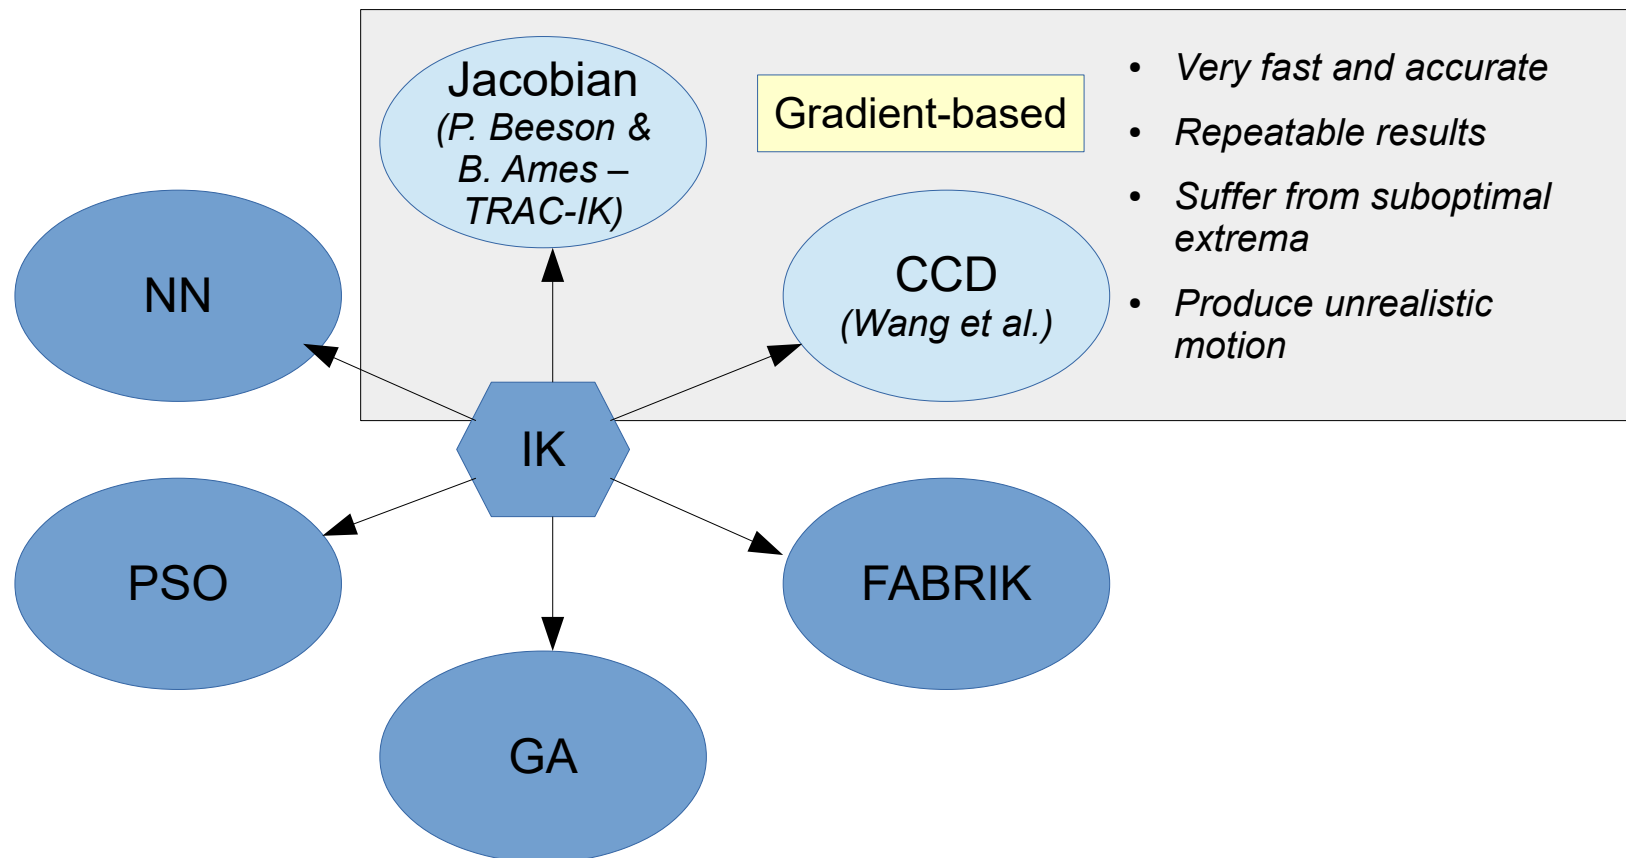 Jacobian
(P. Beeson &
B. Ames –
TRAC-IK)
Gradient-based
• Very fast and accurate
• Repeatable results
• Suffer from suboptimal
extrema
• Produce unrealistic
motion
NN
CCD
(Wang et al.)
IK
PSO
FABRIK
GA